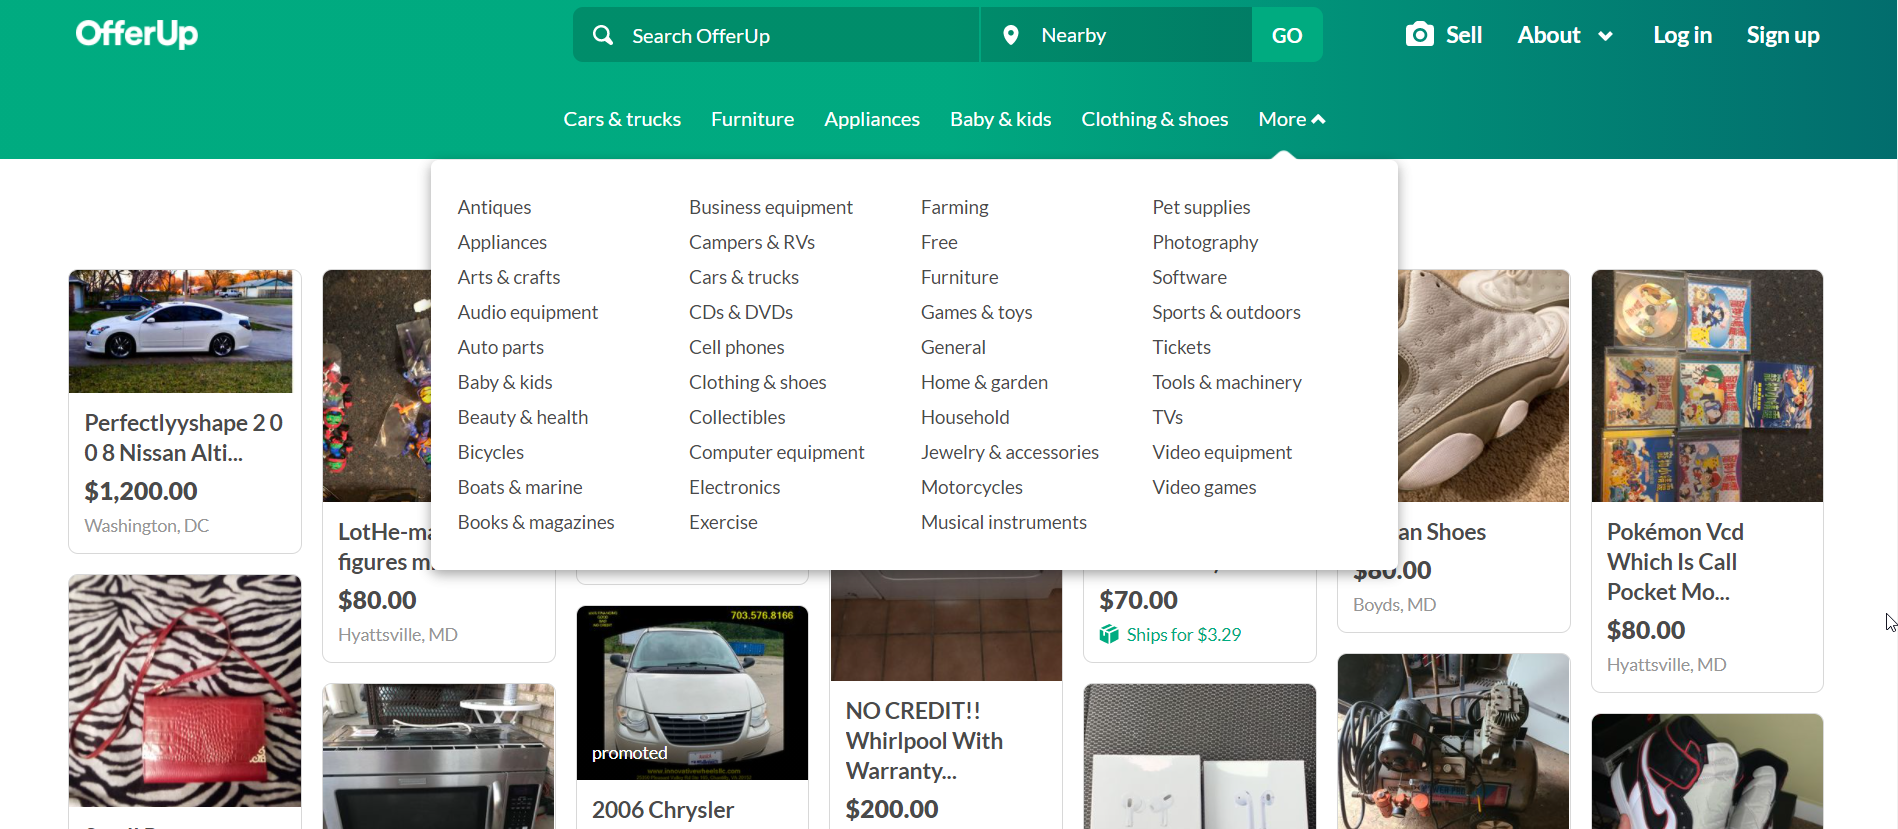 OfferUp
Search OfferUp
Nearby
GO
Sell
About
Log in
Sign up
Cars & trucks
Furniture
Appliances
Baby & kids
Clothing & shoes
More
Antiques
Appliances
Arts & crafts
Audio equipment
Auto parts
Baby & kids
Beauty & health
Bicycles
Boats & marine
Books & magazines
Business equipment
Campers & RVs
Cars & trucks
CDs & DVDs
Cell phones
Clothing & shoes
Collectibles
Computer equipment
Electronics
Exercise
Farming
Free
Furniture
Games & toys
General
Home & garden
Household
Jewelry & accessories
Motorcycles
Musical instruments
Pet supplies
Photography
Software
Sports & outdoors
Tickets
Tools & machinery
TVs
Video equipment
Video games
Perfectlyyshape 2 0
0 8 Nissan Alti...
$1,200.00
Washington, DC
LotHe-ma
figures m
$80.00
Hyattsville, MD
703.576.8166
promoted
www.innovativewheelsllc.com
2006 Chrysler
NO CREDIT!!
Whirlpool With
Warranty...
$200.00
$70.00
Ships for $3.29
an Shoes
$80.00
Boyds, MD
Pokémon Vcd
Which Is Call
Pocket Mo...
$80.00
Hyattsville, MD